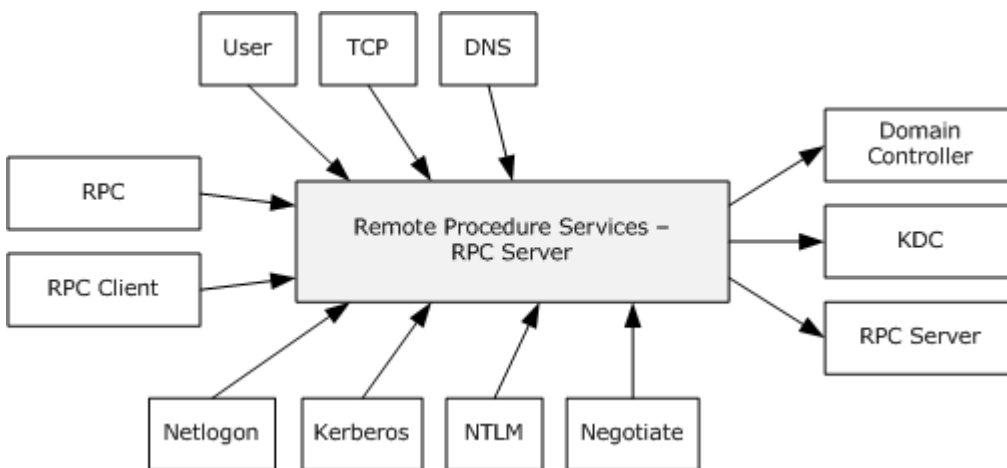 User
TCP
DNS
Domain
Controller
RPC
Remote Procedure Services –
RPC Server
KDC
RPC Client
RPC Server
Netlogon
Kerberos
NTLM
Negotiate